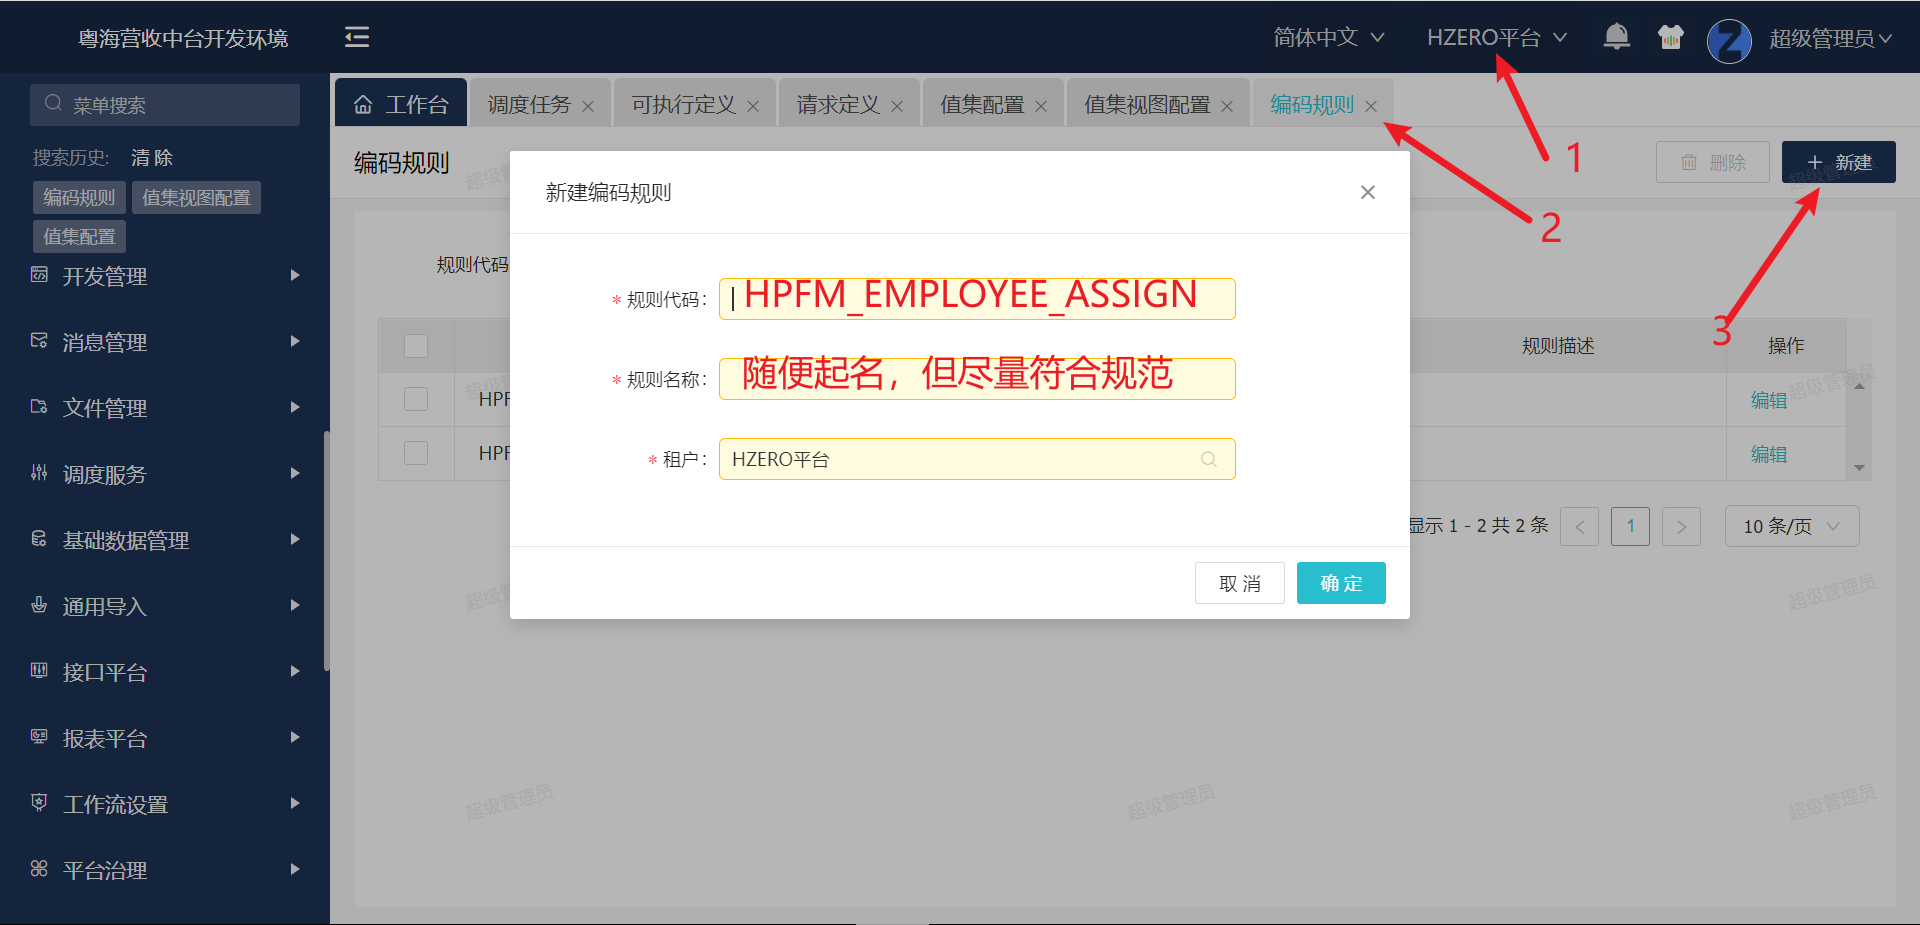 粤海营收中台开发环境
简体中文
HZERO平台
超级管理员
菜单搜索
搜索历史: 清 除
编码规则 值集视图配置
值集配置
开发管理
消息管理
文件管理
调度服务
基础数据管理
通用导入
接口平台
报表平台
工作流设置
平台治理
工作台 调度任务 可执行定义 请求定义 值集配置 值集视图配置 编码规则
编码规则
删除
+ 新建
1
2
3
规则代码
规则描述 操作
HPF 编辑
HPF 编辑
显示 1 - 2 共 2 条 < 1 > 10 条/页
新建编码规则
* 规则代码: HPFM_EMPLOYEE_ASSIGN
* 规则名称: 随便起名，但尽量符合规范
* 租户: HZERO平台
取 消 确 定
超级
超级管理员
超级
超级管理员
超级
超级管理员
超级管理员
超级管理员
超级管理员